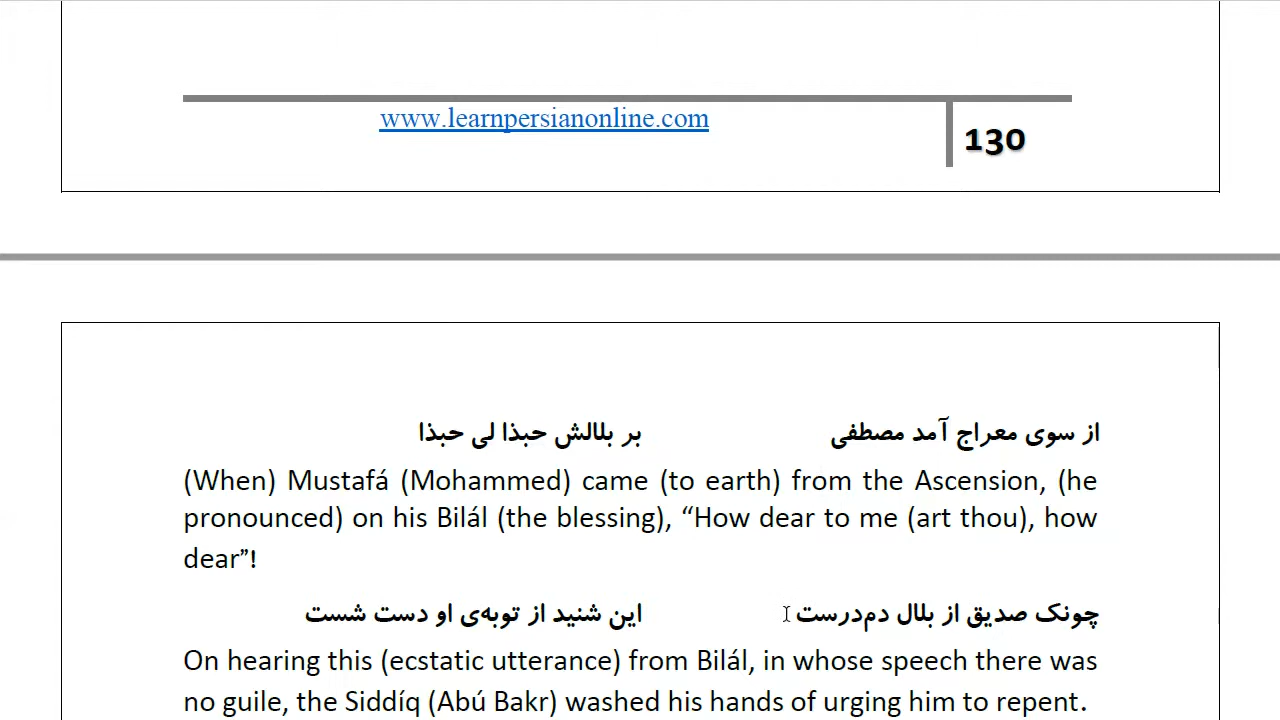 www.learnpersianonline.com
130
از سوی معراج آمد مصطفی بر بلالش حبذا لی حبذا
(When) Mustafá (Mohammed) came (to earth) from the Ascension, (he
pronounced) on his Bilál (the blessing), “How dear to me (art thou), how
dear”!
چونک صدیق از بلال دم‌درست این شنید از توبه‌ی او دست شست
On hearing this (ecstatic utterance) from Bilál, in whose speech there was
no guile, the Siddíq (Abú Bakr) washed his hands of urging him to repent.